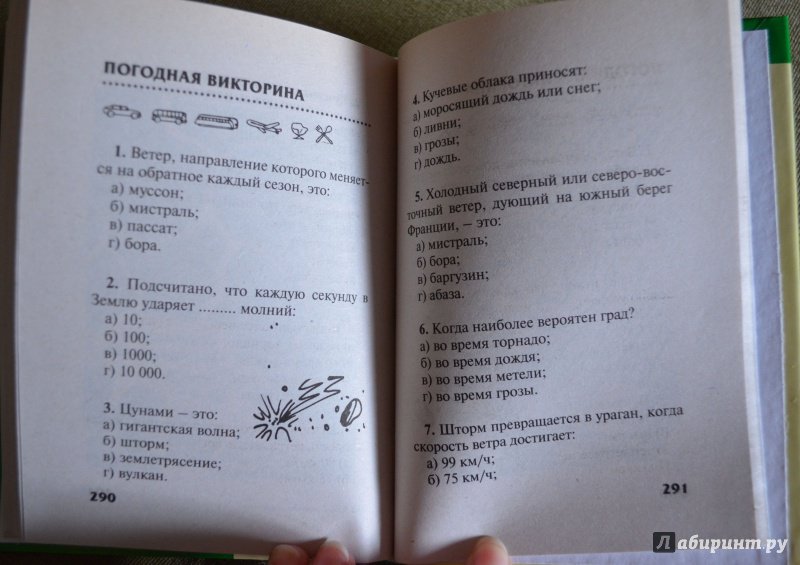 ПОГОДНАЯ ВИКТОРИНА
1. Ветер, направление которого меняет-
ся на обратное каждый сезон, это:
а) муссон;
б) мистраль;
в) пассат;
г) бора.
2. Подсчитано, что каждую секунду в
Землю ударяет ......... молний:
а) 10;
б) 100;
в) 1000;
г) 10 000.
3. Цунами – это:
а) гигантская волна;
б) шторм;
в) землетрясение;
г) вулкан.
290
4. Кучевые облака приносят:
а) моросящий дождь или снег;
б) ливни;
в) грозы;
г) дождь.
5. Холодный северный или северо-вос-
точный ветер, дующий на южный берег
Франции, – это:
а) мистраль;
б) бора;
в) баргузин;
г) абаза.
6. Когда наиболее вероятен град?
а) во время торнадо;
б) во время дождя;
в) во время метели;
г) во время грозы.
7. Шторм превращается в ураган, когда
скорость ветра достигает:
а) 99 км/ч;
б) 75 км/ч;
291
Лабиринт.ру